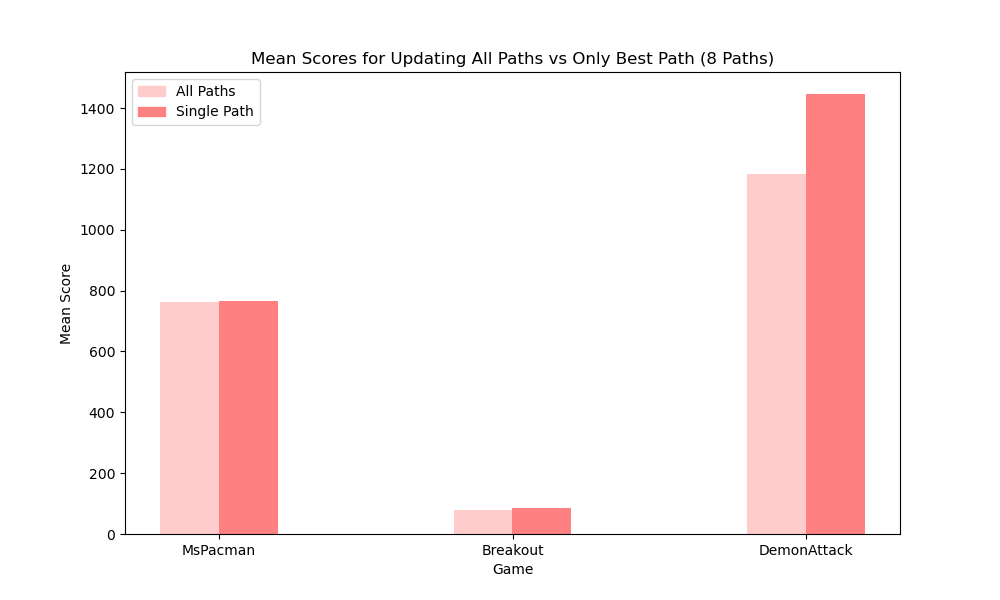 Mean Scores for Updating All Paths vs Only Best Path (8 Paths)
All Paths
Single Path
1400
1200
1000
800
600
400
200
0
Mean Score
MsPacman
Breakout
DemonAttack
Game